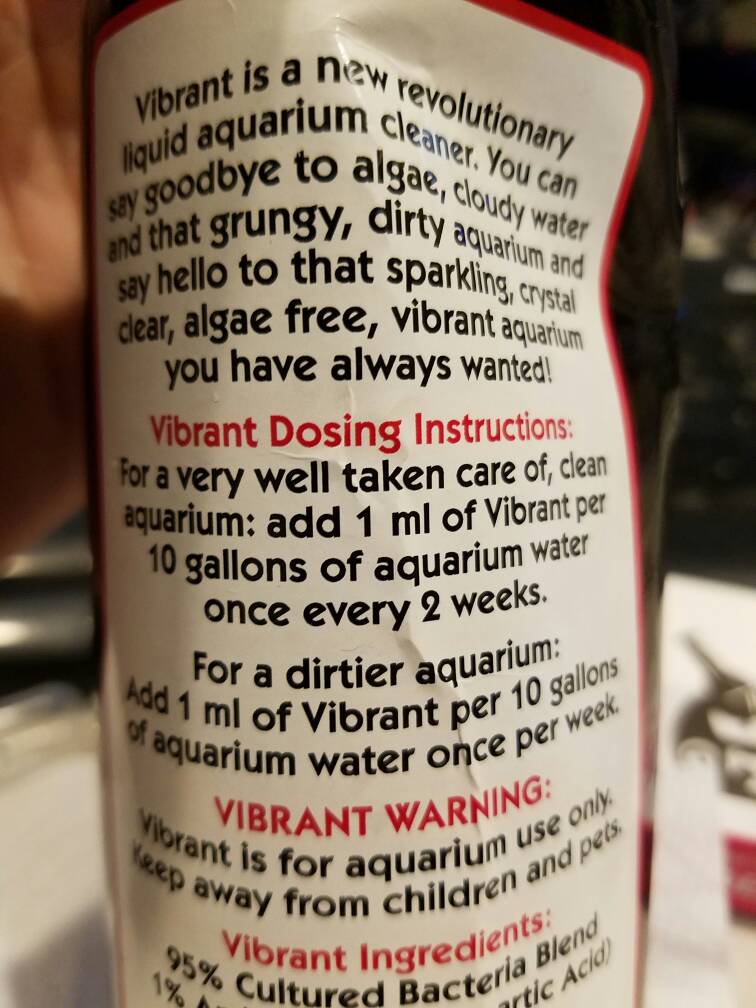 Vibrant is a new revolutionary
liquid aquarium cleaner. You can
say goodbye to algae, cloudy water
and that grungy, dirty aquarium and
say hello to that sparkling, crystal
clear, algae free, vibrant aquarium
you have always wanted!
Vibrant Dosing Instructions:
For a very well taken care of, clean
aquarium: add 1 ml of Vibrant per
10 gallons of aquarium water
once every 2 weeks.
For a dirtier aquarium:
Add 1 ml of Vibrant per 10 gallons
of aquarium water once per week.
VIBRANT WARNING:
Vibrant is for aquarium use only.
Keep away from children and pets.
Vibrant Ingredients:
95% Cultured Bacteria Blend
1% Acid)